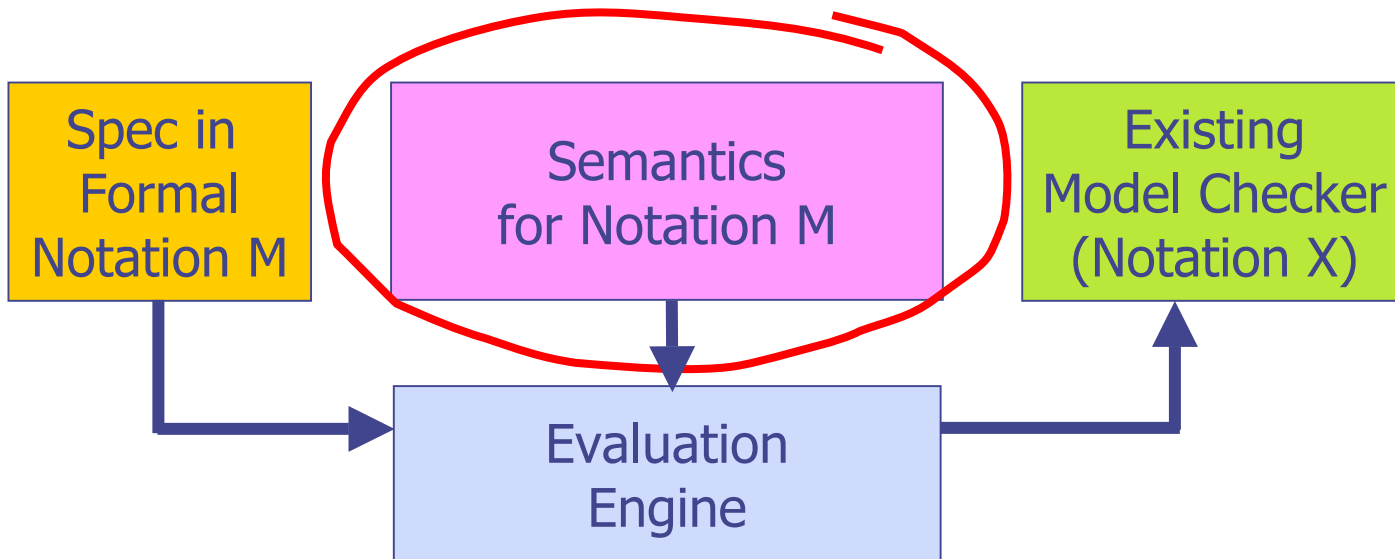 Spec in
Formal
Notation M
Semantics
for Notation M
Existing
Model Checker
(Notation X)
Evaluation
Engine